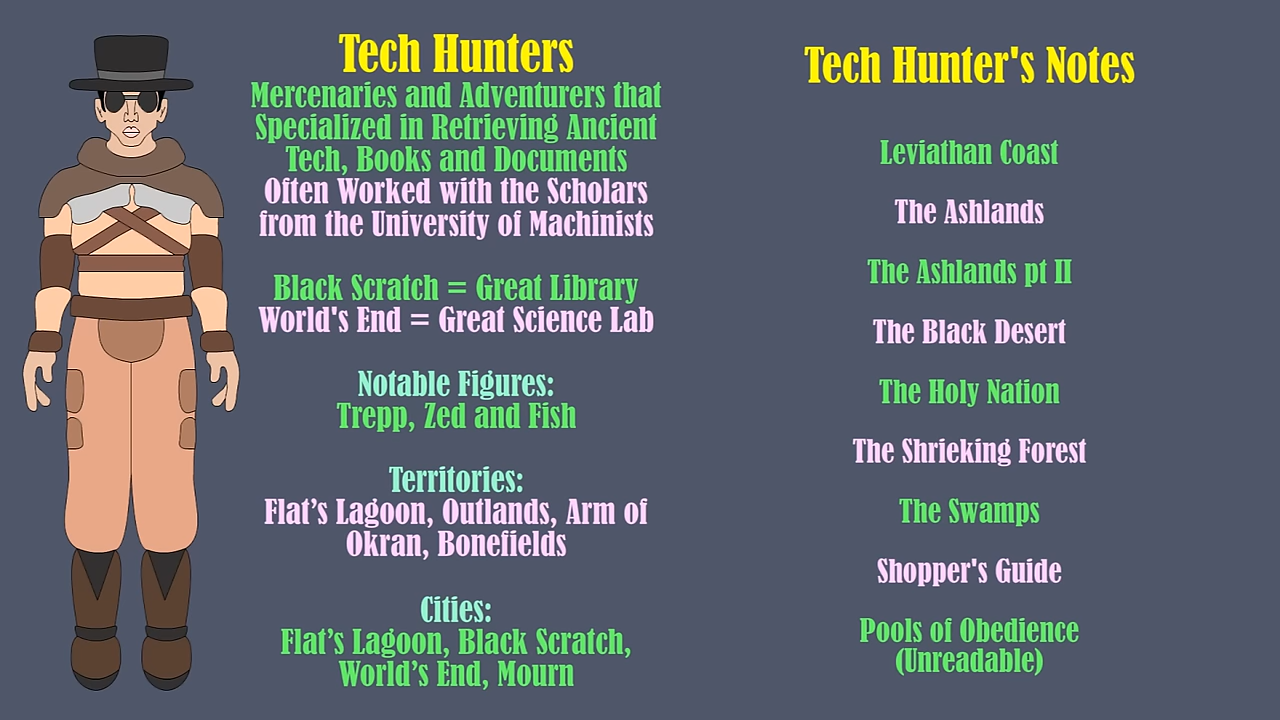 Tech Hunters
Mercenaries and Adventurers that
Specialized in Retrieving Ancient
Tech, Books and Documents
Often Worked with the Scholars
from the University of Machinists
Black Scratch = Great Library
World's End = Great Science Lab
Notable Figures:
Trepp, Zed and Fish
Territories:
Flat’s Lagoon, Outlands, Arm of
Okran, Bonefields
Cities:
Flat’s Lagoon, Black Scratch,
World’s End, Mourn
Tech Hunter's Notes
Leviathan Coast
The Ashlands
The Ashlands pt II
The Black Desert
The Holy Nation
The Shrieking Forest
The Swamps
Shopper's Guide
Pools of Obedience
(Unreadable)